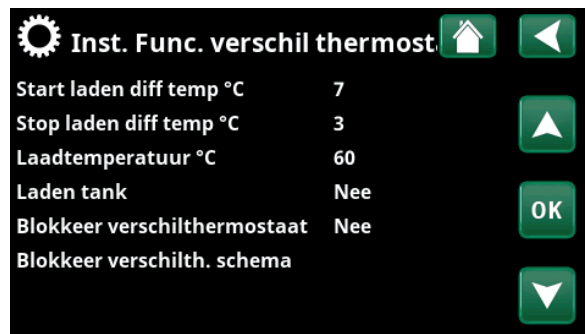 Inst. Func. verschil thermost
Start laden diff temp °C 7
Stop laden diff temp °C 3
Laadtemperatuur °C 60
Laden tank Nee
Blokkeer verschilthermostaat Nee
OK
Blokkeer verschilth. schema